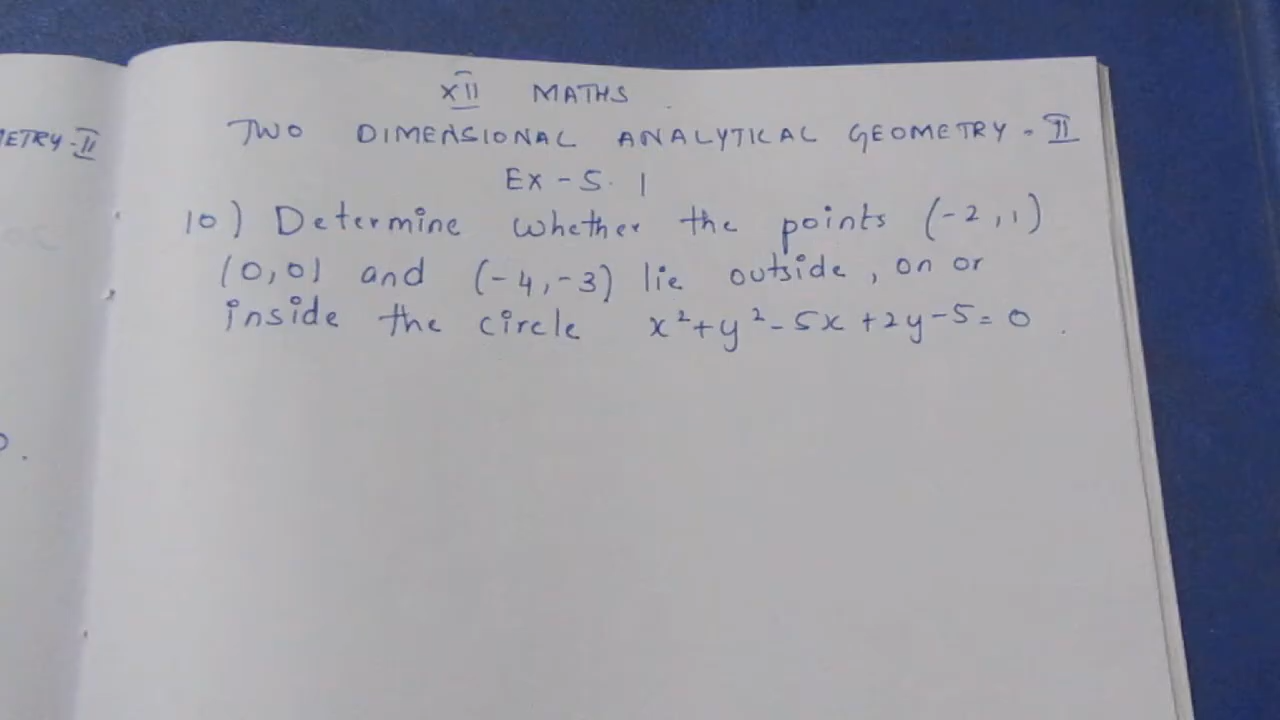 METRY-II
XII MATHS
TWO DIMENSIONAL ANALYTICAL GEOMETRY - II
Ex - 5.1
10) Determine whether the points (-2,1)
(0,0) and (-4,-3) lie outside, on or
inside the circle x²+y²-5x+2y-5=0.